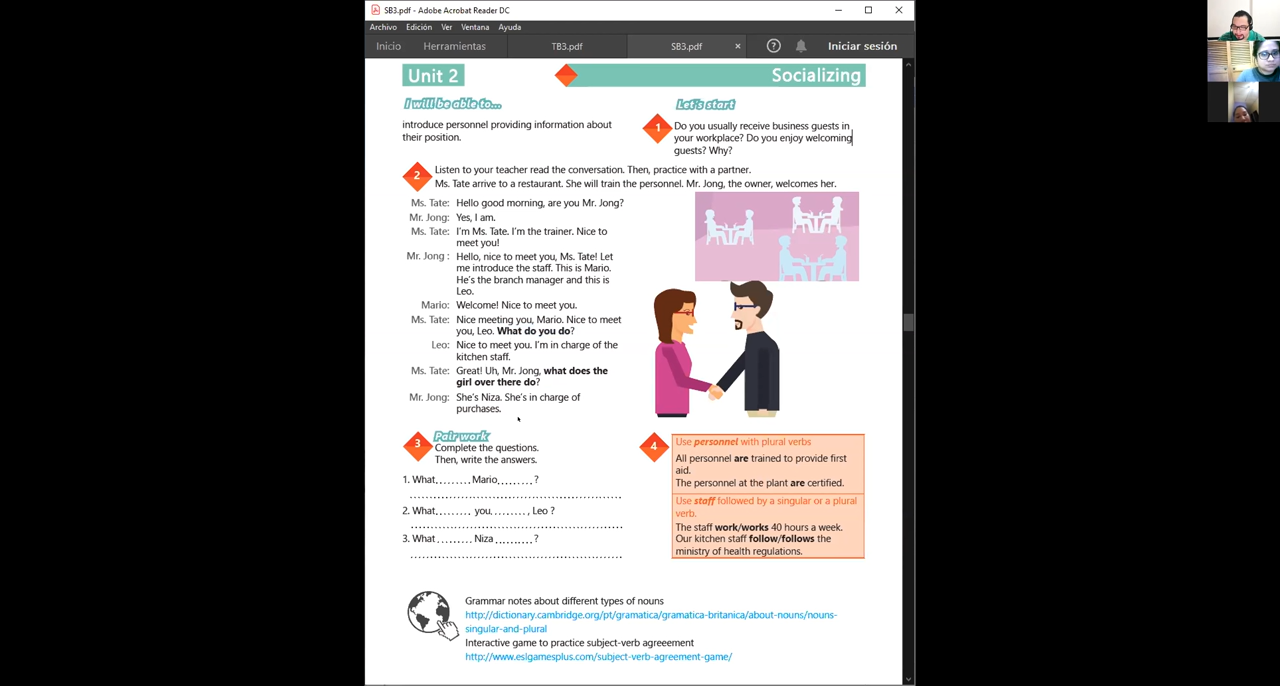 SB3.pdf - Adobe Acrobat Reader DC
Archivo Edición Ver Ventana Ayuda
Inicio Herramientas TB3.pdf SB3.pdf × ? Iniciar sesión
Unit 2 Socializing
I will be able to...
introduce personnel providing information about
their position.
Let's start
1 Do you usually receive business guests in
your workplace? Do you enjoy welcoming
guests? Why?
2 Listen to your teacher read the conversation. Then, practice with a partner.
Ms. Tate arrive to a restaurant. She will train the personnel. Mr. Jong, the owner, welcomes her.
Ms. Tate: Hello good morning, are you Mr. Jong?
Mr. Jong: Yes, I am.
Ms. Tate: I'm Ms. Tate. I'm the trainer. Nice to
meet you!
Mr. Jong : Hello, nice to meet you, Ms. Tate! Let
me introduce the staff. This is Mario.
He's the branch manager and this is
Leo.
Mario: Welcome! Nice to meet you.
Ms. Tate: Nice meeting you, Mario. Nice to meet
you, Leo. What do you do?
Leo: Nice to meet you. I'm in charge of the
kitchen staff.
Ms. Tate: Great! Uh, Mr. Jong, what does the
girl over there do?
Mr. Jong: She's Niza. She's in charge of
purchases.
3 Pair work
Complete the questions.
Then, write the answers.
1. What......... Mario.........?
......................................................
2. What......... you........., Leo ?
......................................................
3. What ......... Niza ..........?
......................................................
4 Use personnel with plural verbs
All personnel are trained to provide first
aid.
The personnel at the plant are certified.
Use staff followed by a singular or a plural
verb.
The staff work/works 40 hours a week.
Our kitchen staff follow/follows the
ministry of health regulations.
Grammar notes about different types of nouns
http://dictionary.cambridge.org/pt/gramatica/gramatica-britanica/about-nouns/nouns-
singular-and-plural
Interactive game to practice subject-verb agreeement
http://www.eslgamesplus.com/subject-verb-agreement-game/